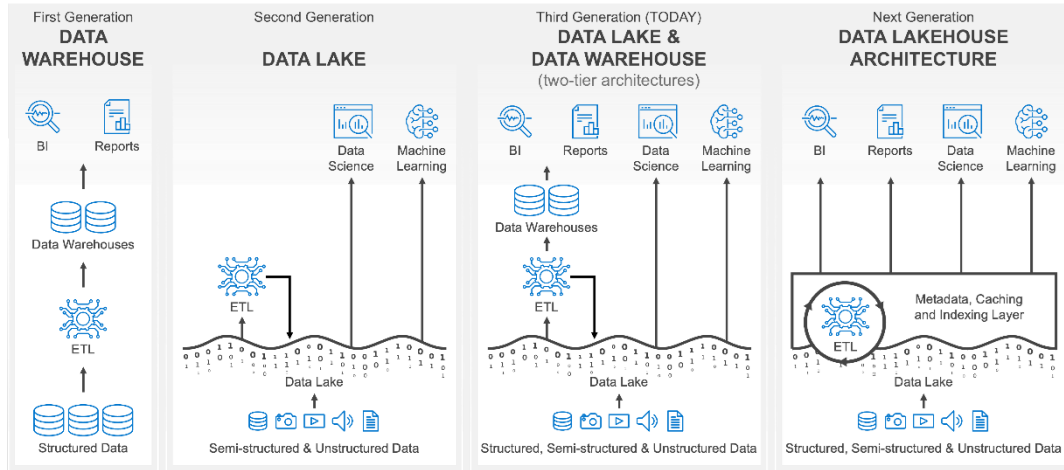 First Generation
DATA
WAREHOUSE
BI
Reports
Data Warehouses
ETL
Structured Data
Second Generation
DATA LAKE
Data
Science
Machine
Learning
ETL
Data Lake
Semi-structured & Unstructured Data
Third Generation (TODAY)
DATA LAKE &
DATA WAREHOUSE
(two-tier architectures)
BI
Reports
Data
Science
Machine
Learning
Data Warehouses
ETL
Data Lake
Structured, Semi-structured & Unstructured Data
Next Generation
DATA LAKEHOUSE
ARCHITECTURE
BI
Reports
Data
Science
Machine
Learning
Metadata, Caching
and Indexing Layer
ETL
Data Lake
Structured, Semi-structured & Unstructured Data